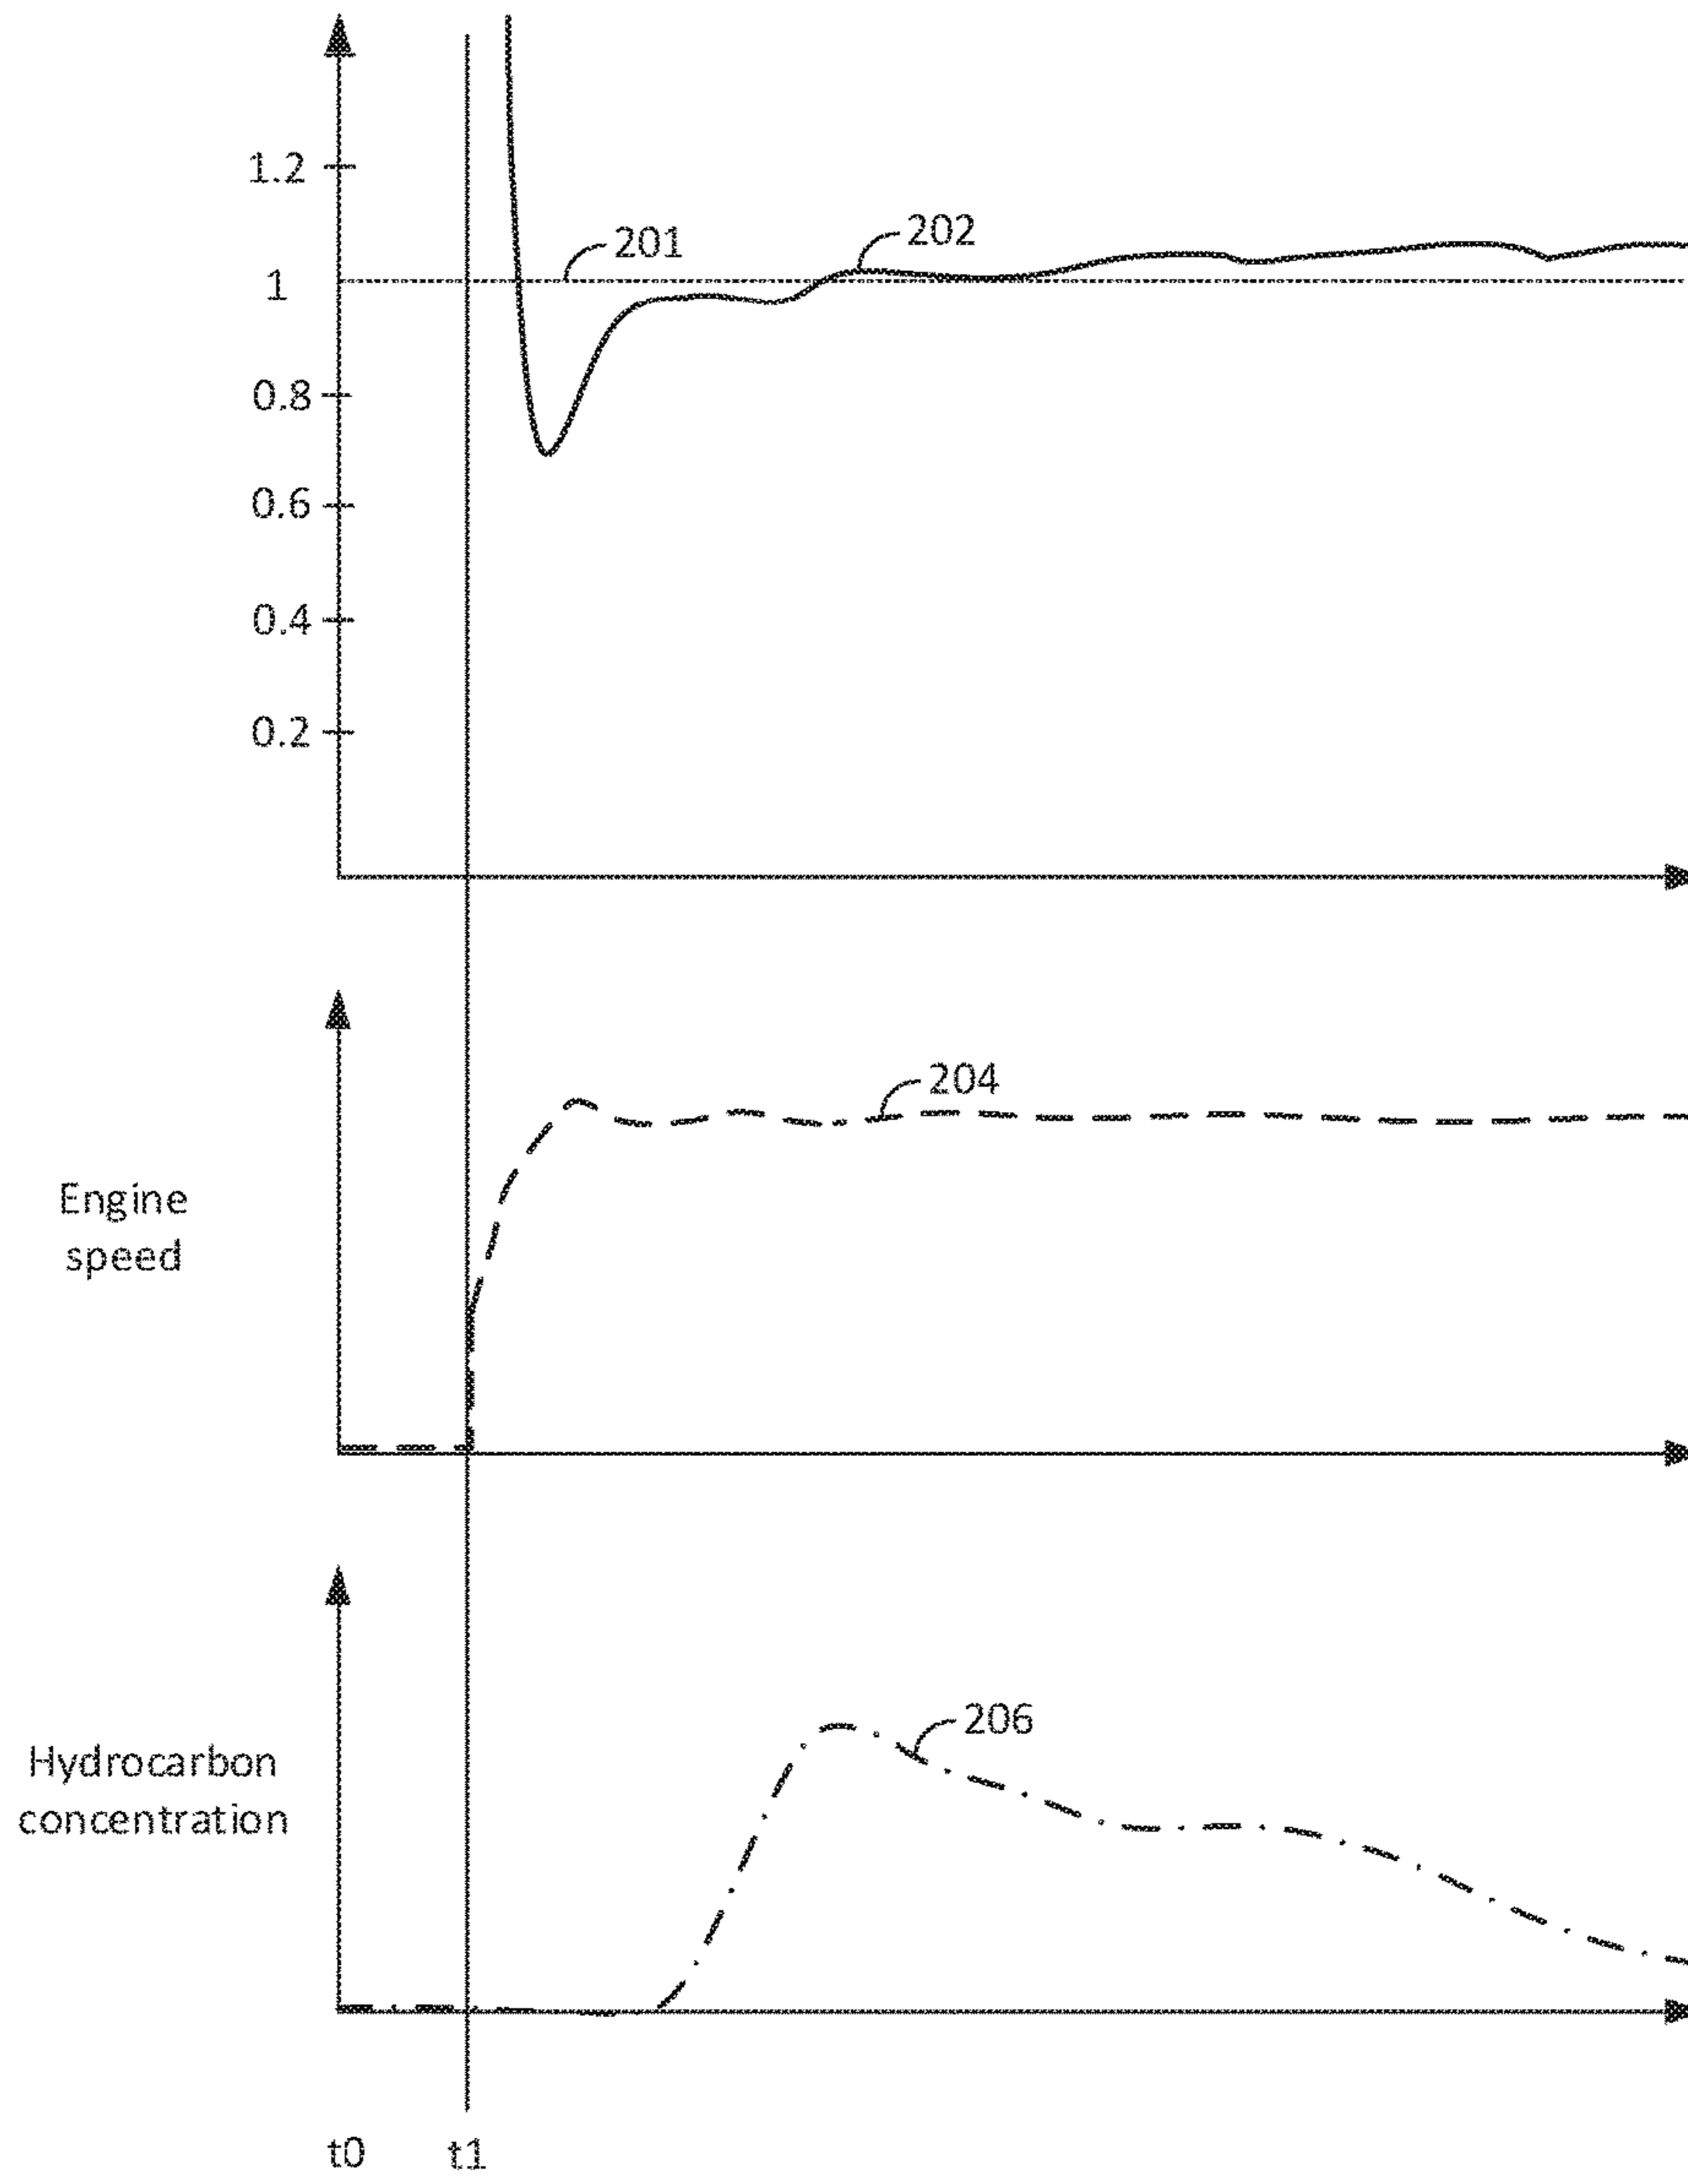 1.2
201
202
1
0.8
0.6
0.4
0.2
204
Engine
speed
206
Hydrocarbon
concentration
t0
t1